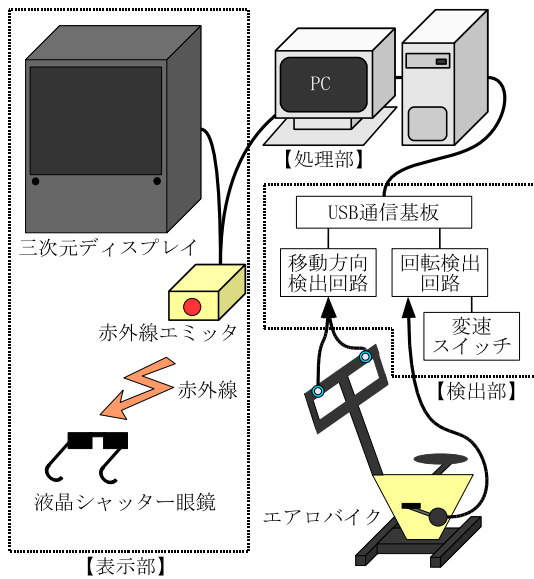 PC
【処理部】
USB通信基板
三次元ディスプレイ
移動方向
検出回路
回転検出
回路
変速
スイッチ
赤外線エミッタ
赤外線
【検出部】
液晶シャッター眼鏡
エアロバイク
【表示部】